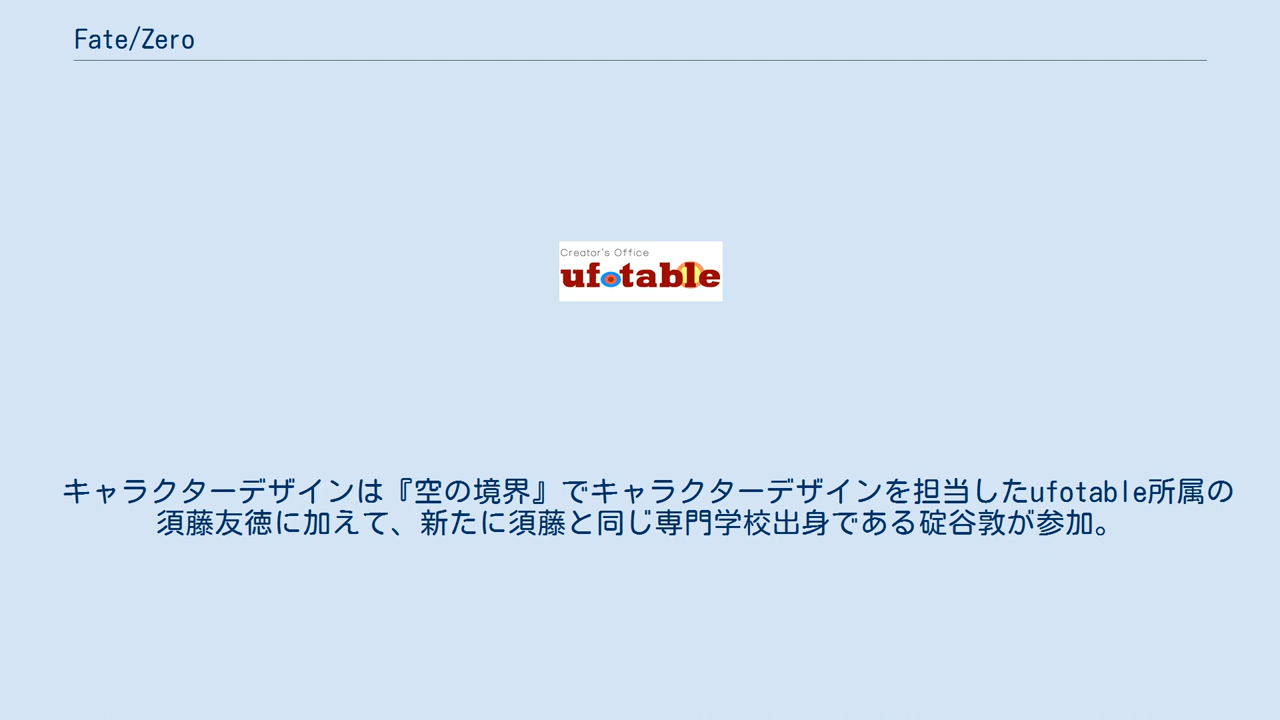 Fate/Zero
Creator's Office
ufotable
キャラクターデザインは『空の境界』でキャラクターデザインを担当したufotable所属の
須藤友徳に加えて、新たに須藤と同じ専門学校出身である碇谷敦が参加。